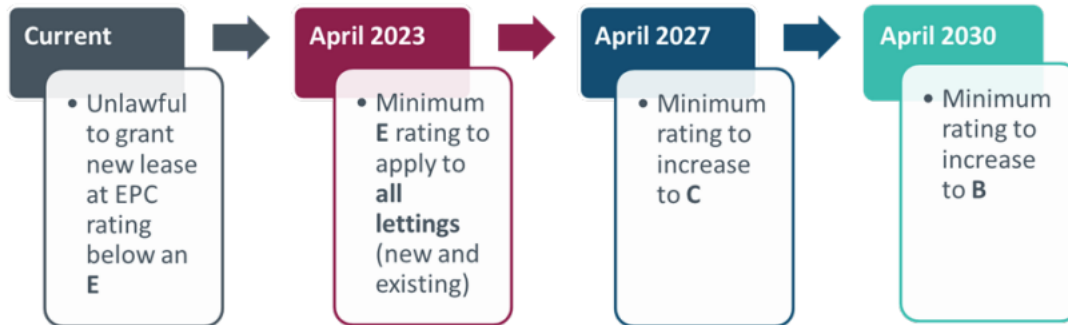 Current
• Unlawful
to grant
new lease
at EPC
rating
below an
E
April 2023
• Minimum
E rating to
apply to
all
lettings
(new and
existing)
April 2027
• Minimum
rating to
increase
to C
April 2030
• Minimum
rating to
increase
to B